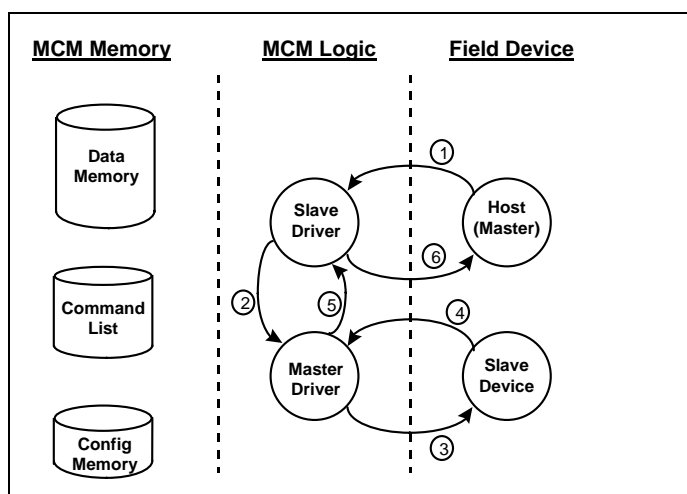 MCM Memory
MCM Logic
Field Device
Data
Memory
Command
List
Config
Memory
Slave
Driver
Master
Driver
Host
(Master)
Slave
Device
1
6
2
5
4
3